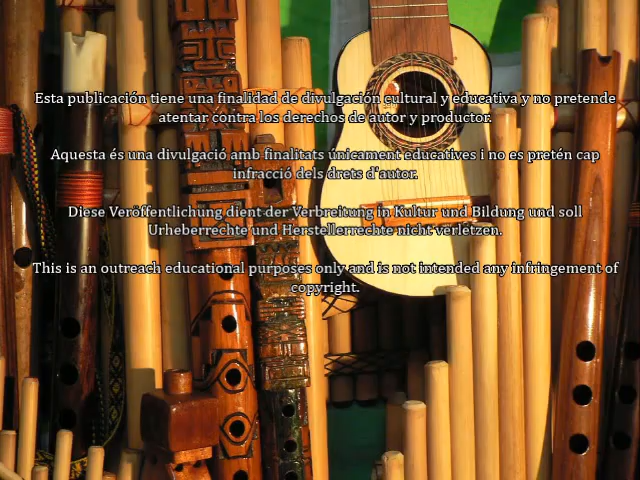 Esta publicación tiene una finalidad de divulgación cultural y educativa y no pretende
atentar contra los derechos de autor y productor.
Aquesta és una divulgació amb finalitats únicament educatives i no es pretén cap
infracció dels drets d'autor.
Diese Veröffentlichung dient der Verbreitung in Kultur und Bildung und soll
Urheberrechte und Herstellerrechte nicht verletzen.
This is an outreach educational purposes only and is not intended any infringement of
copyright.